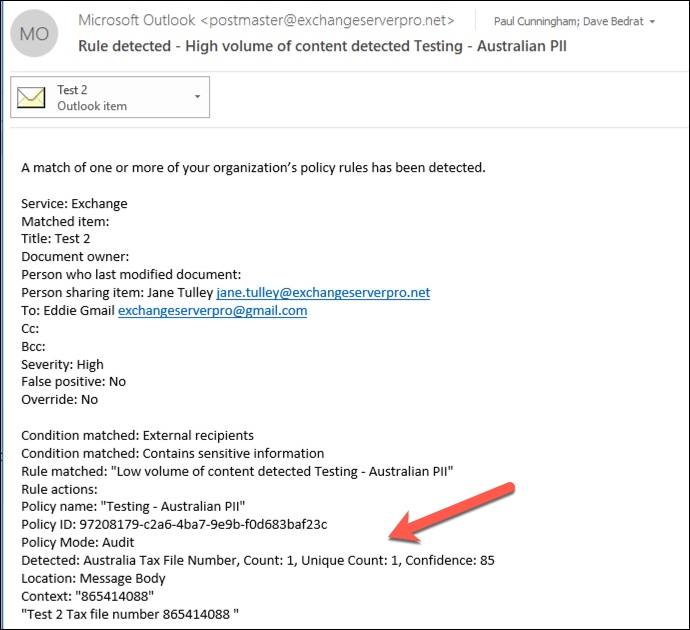 MO
Microsoft Outlook <postmaster@exchangeserverpro.net>
Paul Cunningham; Dave Bedrat
Rule detected - High volume of content detected Testing - Australian PII
Test 2
Outlook item
A match of one or more of your organization's policy rules has been detected.
Service: Exchange
Matched item:
Title: Test 2
Document owner:
Person who last modified document:
Person sharing item: Jane Tulley jane.tulley@exchangeserverpro.net
To: Eddie Gmail exchangeserverpro@gmail.com
Cc:
Bcc:
Severity: High
False positive: No
Override: No
Condition matched: External recipients
Condition matched: Contains sensitive information
Rule matched: "Low volume of content detected Testing - Australian PII"
Rule actions:
Policy name: "Testing - Australian PII"
Policy ID: 97208179-c2a6-4ba7-9e9b-f0d683baf23c
Policy Mode: Audit
Detected: Australia Tax File Number, Count: 1, Unique Count: 1, Confidence: 85
Location: Message Body
Context: "865414088"
"Test 2 Tax file number 865414088 "